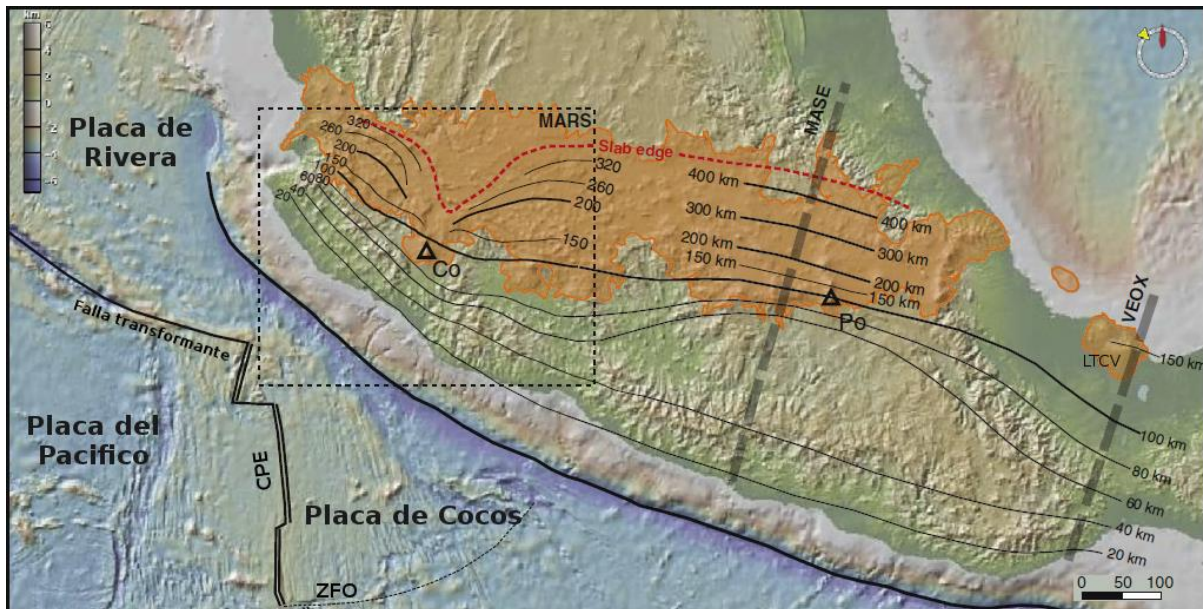 km
6
4
2
0
2
4
6
Placa de
Rivera
Falla transformante
Placa del
Pacifico
CPE
Placa de Cocos
ZFO
MARS
320
260
200
150
100
80
60
40
20
Co
Slab edge
320
260
200
150
MASE
400 km
400 km
300 km
300 km
200 km
200 km
150 km
150 km
Po
VEOX
LTCV
150 km
100 km
80 km
60 km
40 km
20 km
0 50 100